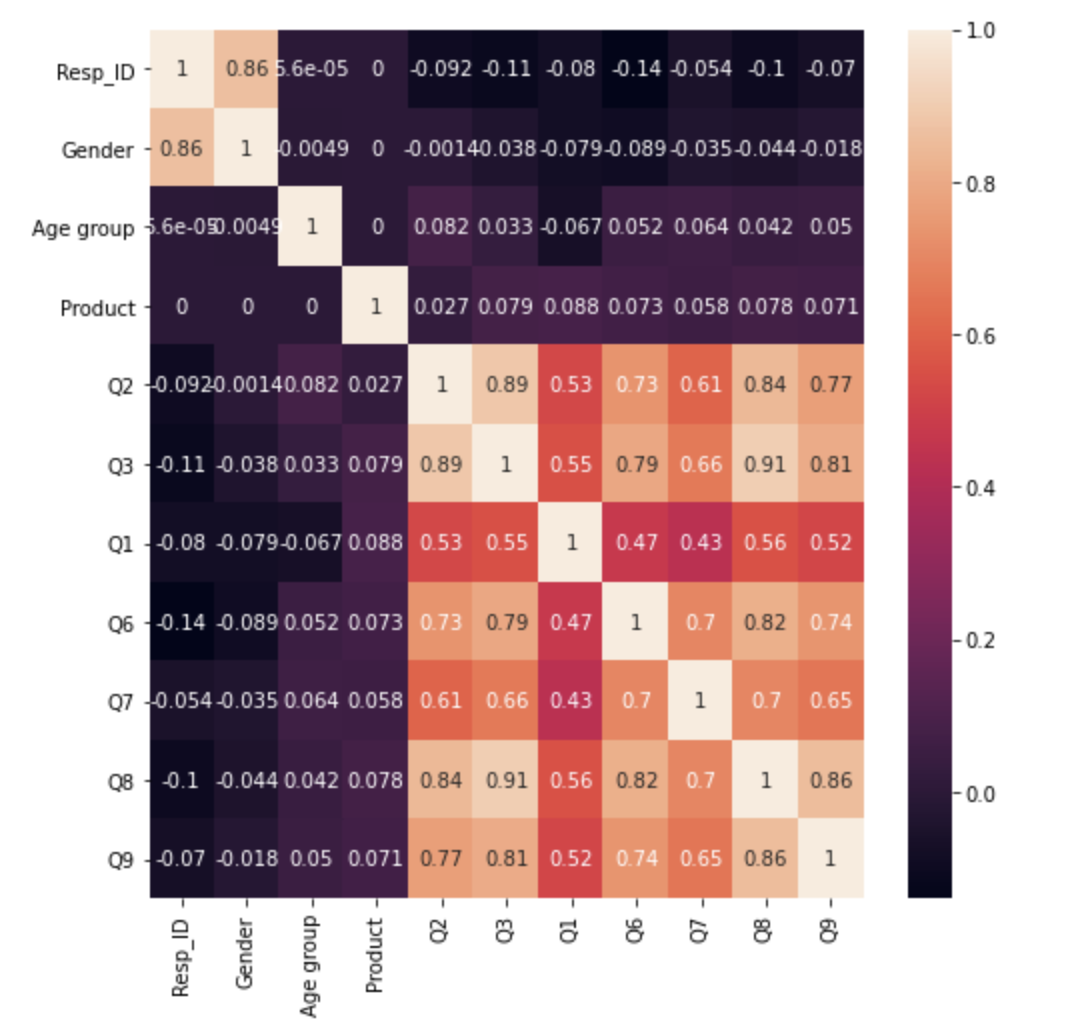 Resp_ID 1 0.86 5.6e-05 0 -0.092 -0.11 -0.08 -0.14 -0.054 -0.1 -0.07
Gender 0.86 1 -0.0049 0 -0.0014 -0.038 -0.079 -0.089 -0.035 -0.044 -0.018
Age group 5.6e-05 -0.0049 1 0 0.082 0.033 -0.067 0.052 0.064 0.042 0.05
Product 0 0 0 1 0.027 0.079 0.088 0.073 0.058 0.078 0.071
Q2 -0.092 -0.0014 0.082 0.027 1 0.89 0.53 0.73 0.61 0.84 0.77
Q3 -0.11 -0.038 0.033 0.079 0.89 1 0.55 0.79 0.66 0.91 0.81
Q1 -0.08 -0.079 -0.067 0.088 0.53 0.55 1 0.47 0.43 0.56 0.52
Q6 -0.14 -0.089 0.052 0.073 0.73 0.79 0.47 1 0.7 0.82 0.74
Q7 -0.054 -0.035 0.064 0.058 0.61 0.66 0.43 0.7 1 0.7 0.65
Q8 -0.1 -0.044 0.042 0.078 0.84 0.91 0.56 0.82 0.7 1 0.86
Q9 -0.07 -0.018 0.05 0.071 0.77 0.81 0.52 0.74 0.65 0.86 1
Resp_ID Gender Age group Product Q2 Q3 Q1 Q6 Q7 Q8 Q9
1.0
0.8
0.6
0.4
0.2
0.0